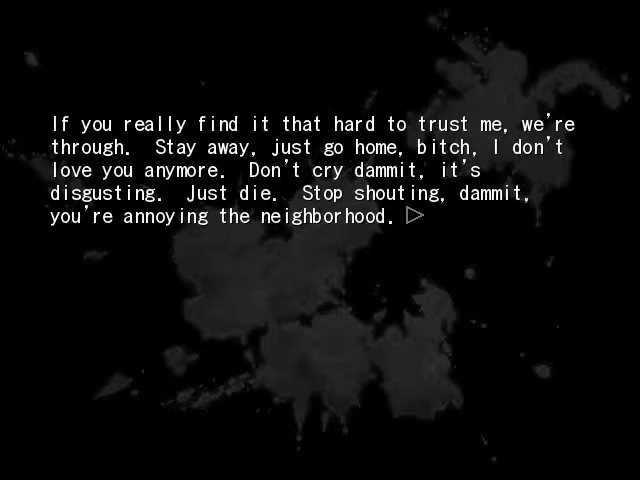 If you really find it that hard to trust me, we're
through.  Stay away, just go home, bitch, I don't
love you anymore.  Don't cry dammit, it's
disgusting.  Just die.  Stop shouting, dammit,
you're annoying the neighborhood. ▷